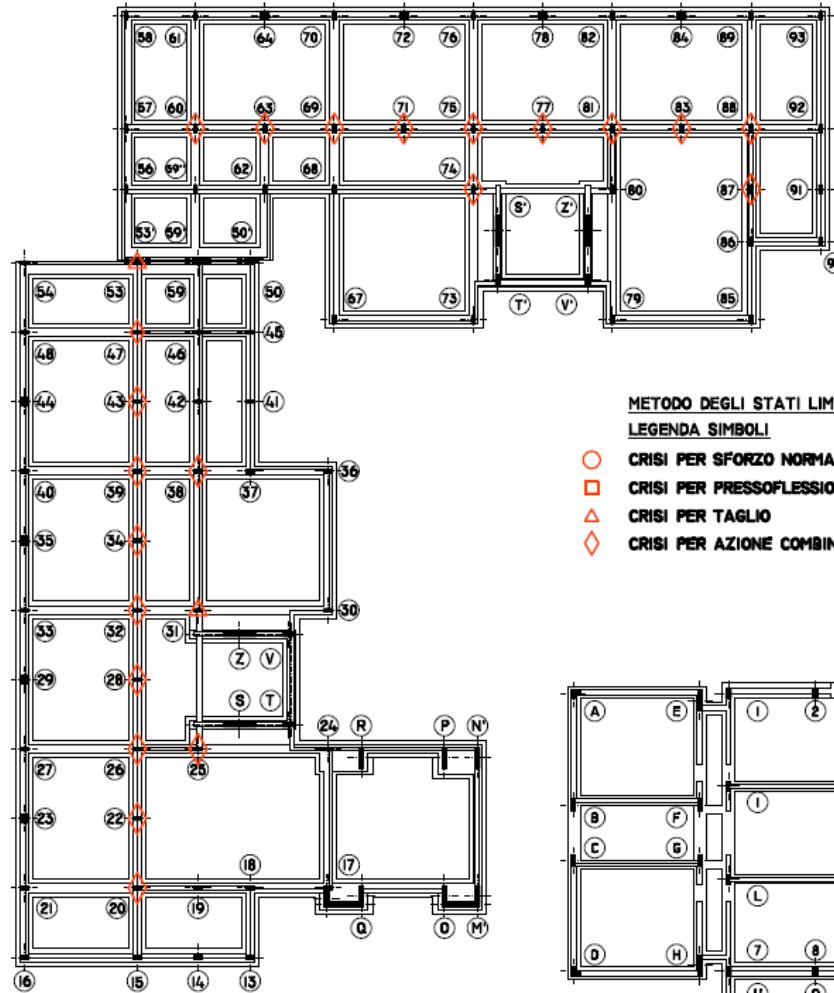 58 61 64 70 72 76 78 82 84 89 93
57 60 63 69 71 75 77 81 83 88 92
56 59'' 62 68 74 80 87 91
53' 59' 50' S' Z' 86
67 73 T' V' 79 85
54 53 59 50
45
48 47 46
44 43 42 41
36
40 39 38 37
35 34
30
33 32 31
29 28 Z V
S T
24 R P N'
27 26 25
23 22
18 17
21 20 19
Q O M'
16 15 14 13
METODO DEGLI STATI LIM
LEGENDA SIMBOLI
CRISI PER SFORZO NORMA
CRISI PER PRESSOFLESSIO
CRISI PER TAGLIO
CRISI PER AZIONE COMBIN
A E I 2
B F I
C G
L
D H 7 8